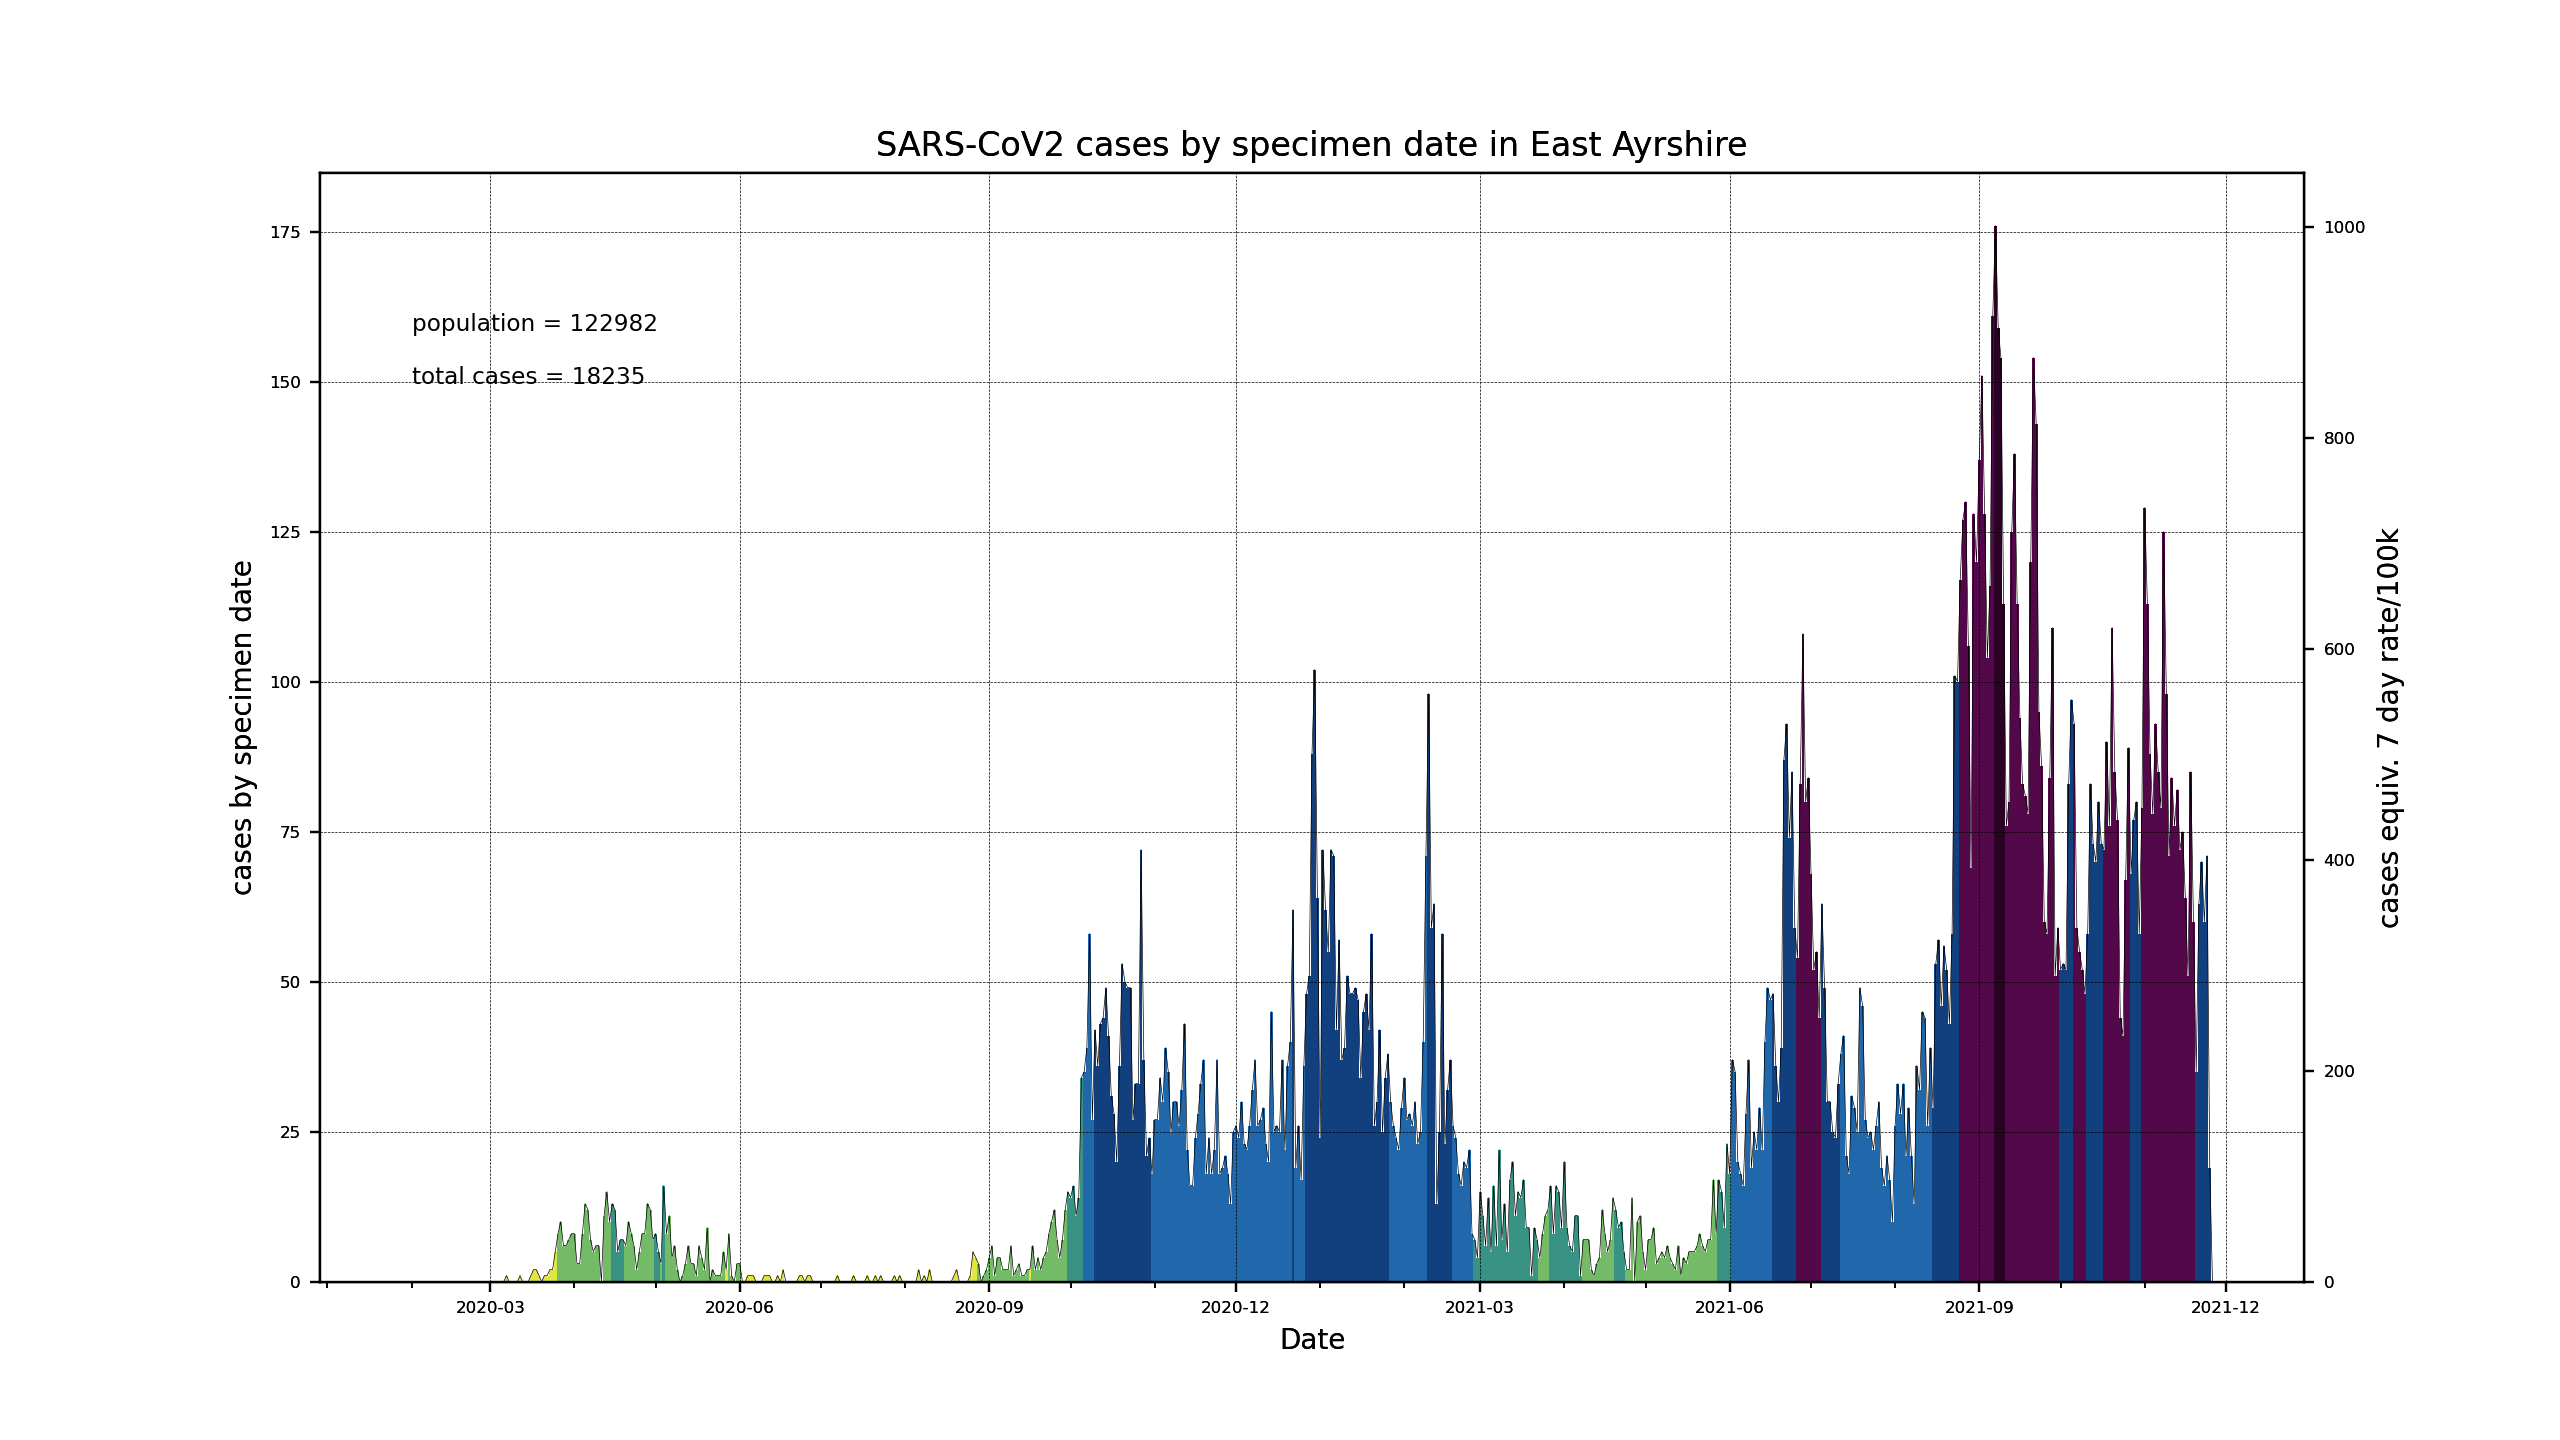 SARS-CoV2 cases by specimen date in East Ayrshire
population = 122982
total cases = 18235
cases by specimen date
175
150
125
100
75
50
25
0
1000
800
600
400
200
0
cases equiv. 7 day rate/100k
2020-03 2020-06 2020-09 2020-12 2021-03 2021-06 2021-09 2021-12
Date